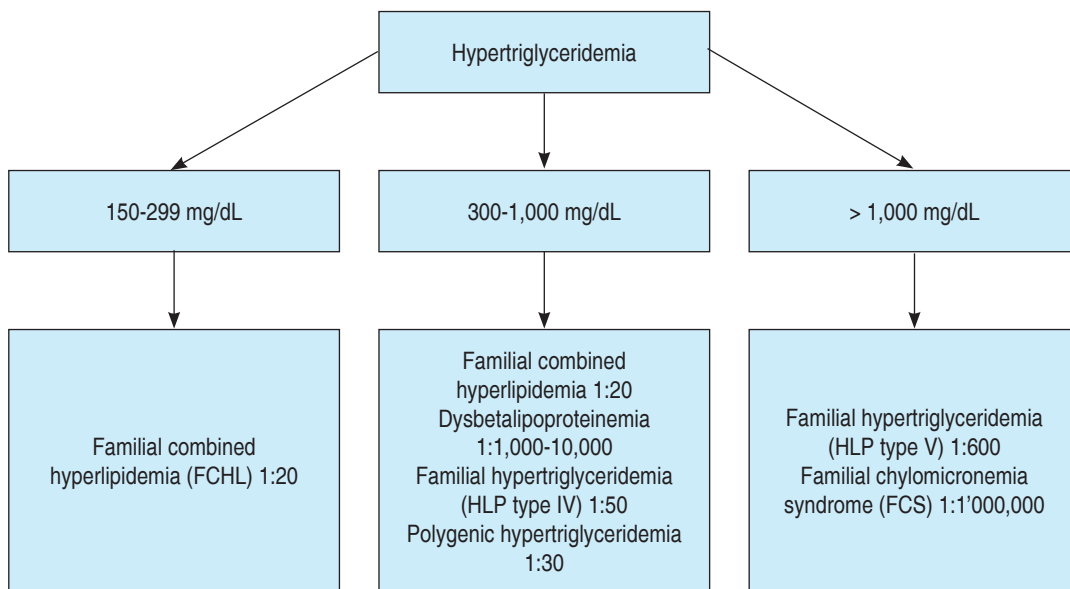 Hypertriglyceridemia
150-299 mg/dL
300-1,000 mg/dL
> 1,000 mg/dL
Familial combined
hyperlipidemia (FCHL) 1:20
Familial combined
hyperlipidemia 1:20
Dysbetalipoproteinemia
1:1,000-10,000
Familial hypertriglyceridemia
(HLP type IV) 1:50
Polygenic hypertriglyceridemia
1:30
Familial hypertriglyceridemia
(HLP type V) 1:600
Familial chylomicronemia
syndrome (FCS) 1:1’000,000